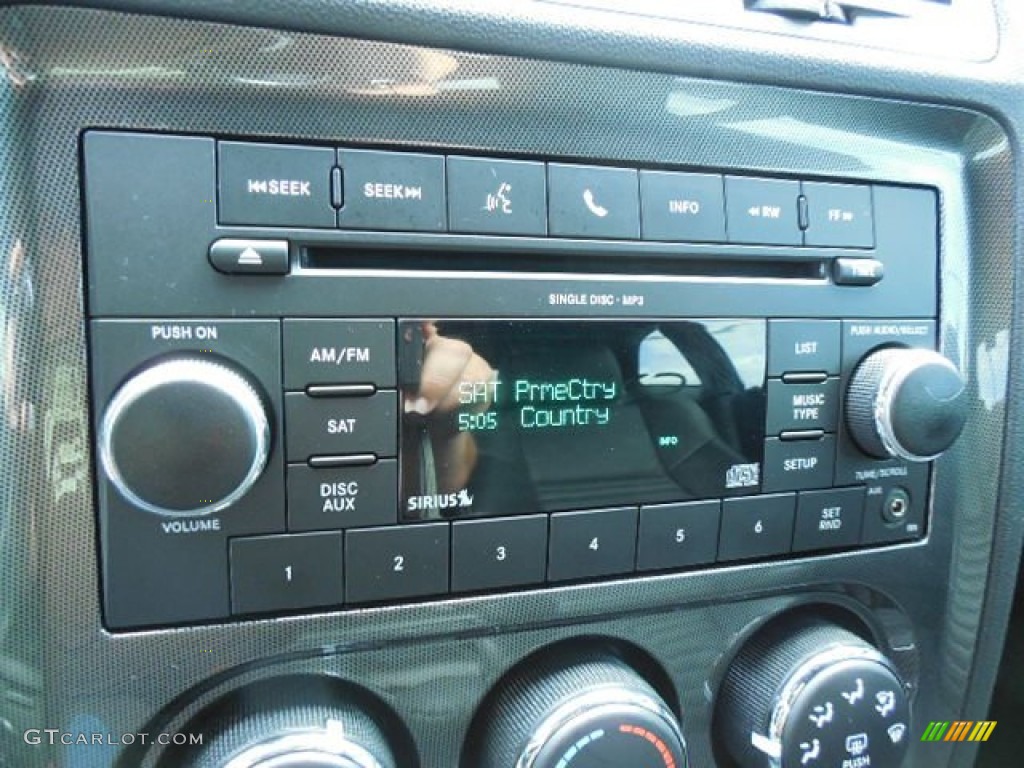 SEEK
SEEK
INFO
RW
FF
SINGLE DISC · MP3
PUSH ON
VOLUME
AM/FM
SAT
DISC
AUX
SAT PrmeCtry
5:05 Country
INFO
SIRIUS
LIST
MUSIC
TYPE
SETUP
PUSH AUDIO/SELECT
TUNE/SCROLL
AUX
1
2
3
4
5
6
SET
RND
PUSH
GTCARLOT.COM